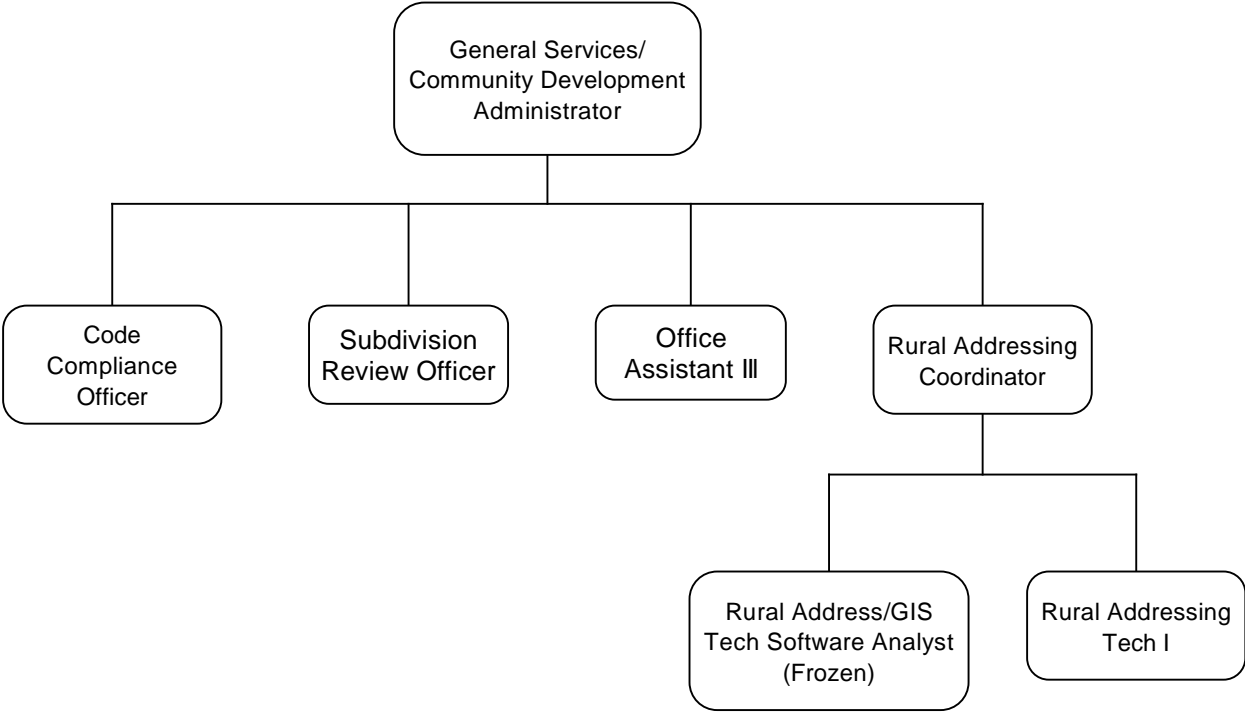 General Services/
Community Development
Administrator
Code
Compliance
Officer
Subdivision
Review Officer
Office
Assistant III
Rural Addressing
Coordinator
Rural Address/GIS
Tech Software Analyst
(Frozen)
Rural Addressing
Tech I